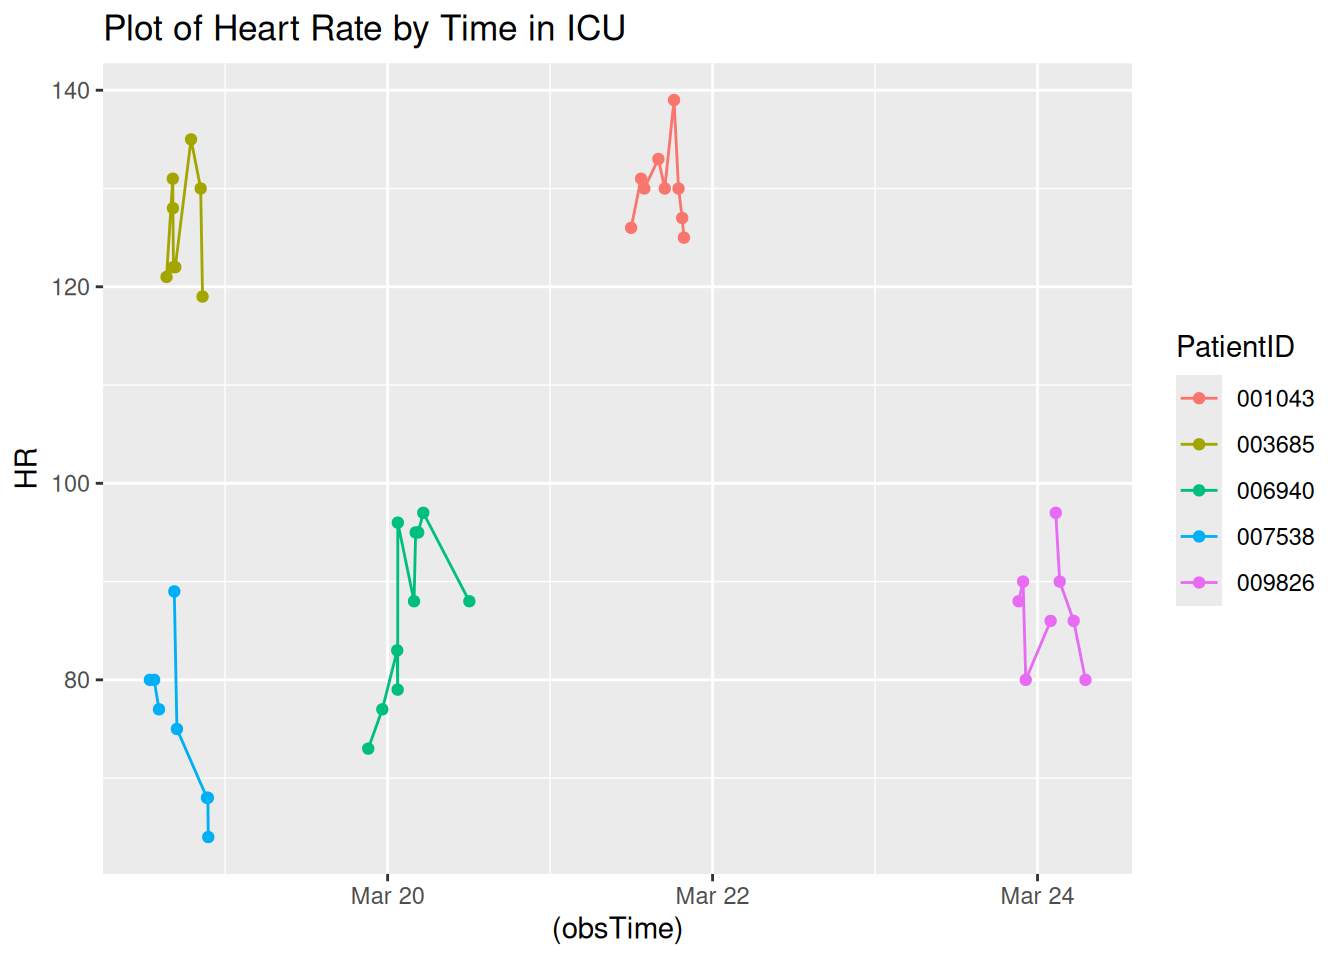 Plot of Heart Rate by Time in ICU
140
120
100
80
HR
Mar 20
Mar 22
Mar 24
(obsTime)
PatientID
001043
003685
006940
007538
009826